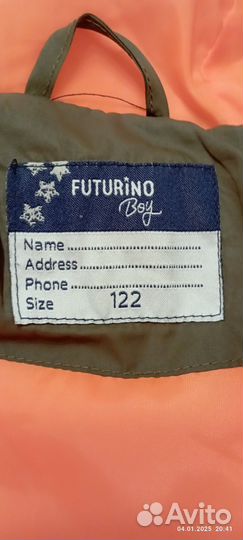 FUTURiNO
Boy
Name..................
Address...............
Phone.................
Size 122
04.01.2025 20:41
Avito